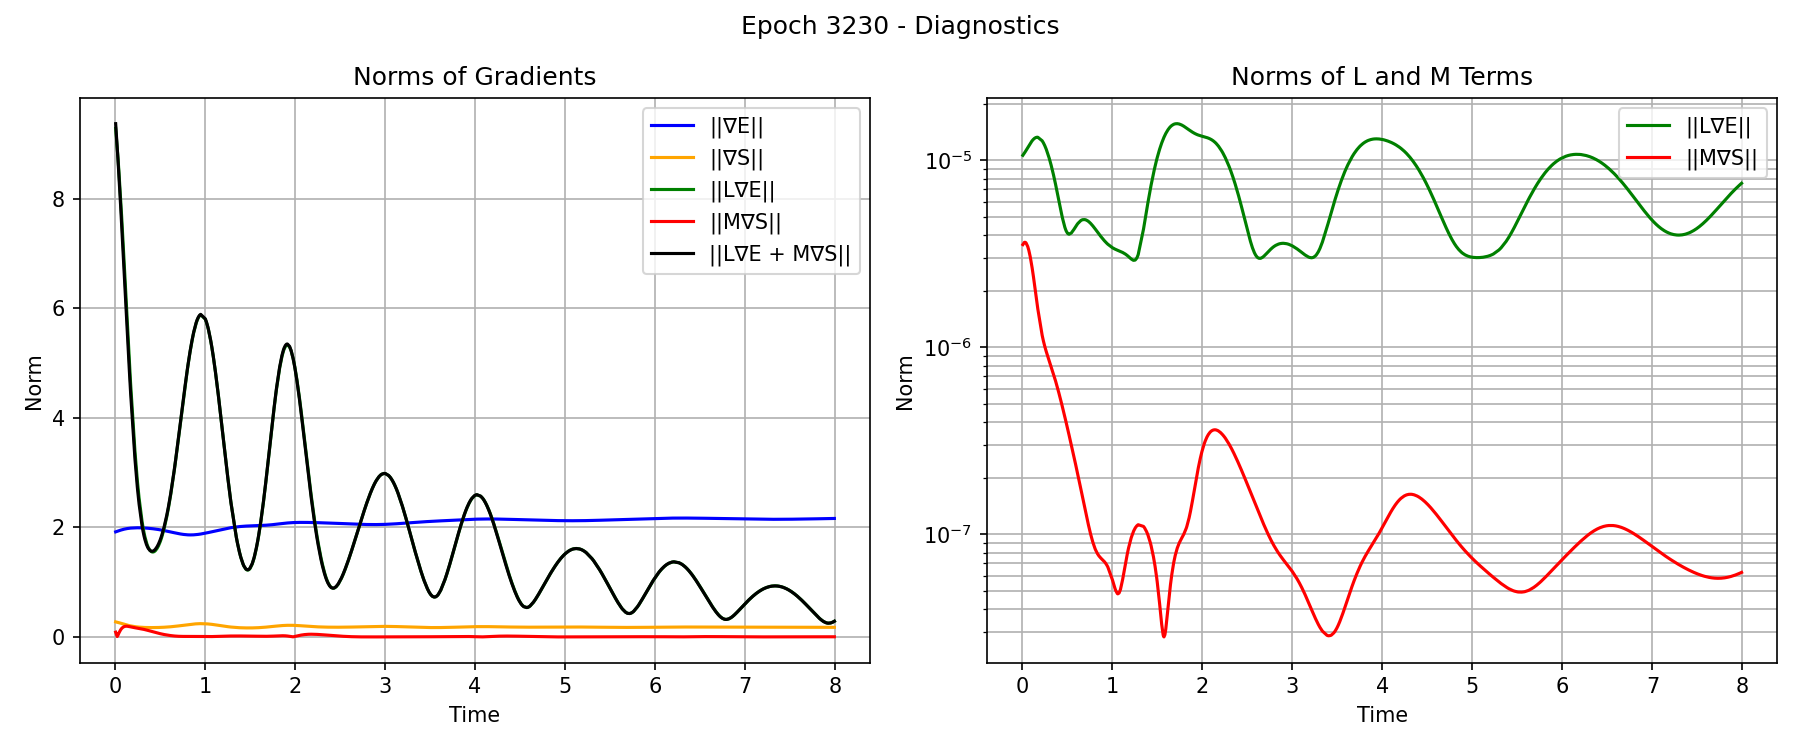 Epoch 3230 - Diagnostics
Norms of Gradients
Norm
8
6
4
2
0
0 1 2 3 4 5 6 7 8
Time
||∇E||
||∇S||
||L∇E||
||M∇S||
||L∇E + M∇S||
Norms of L and M Terms
Norm
10⁻⁵
10⁻⁶
10⁻⁷
0 1 2 3 4 5 6 7 8
Time
||L∇E||
||M∇S||